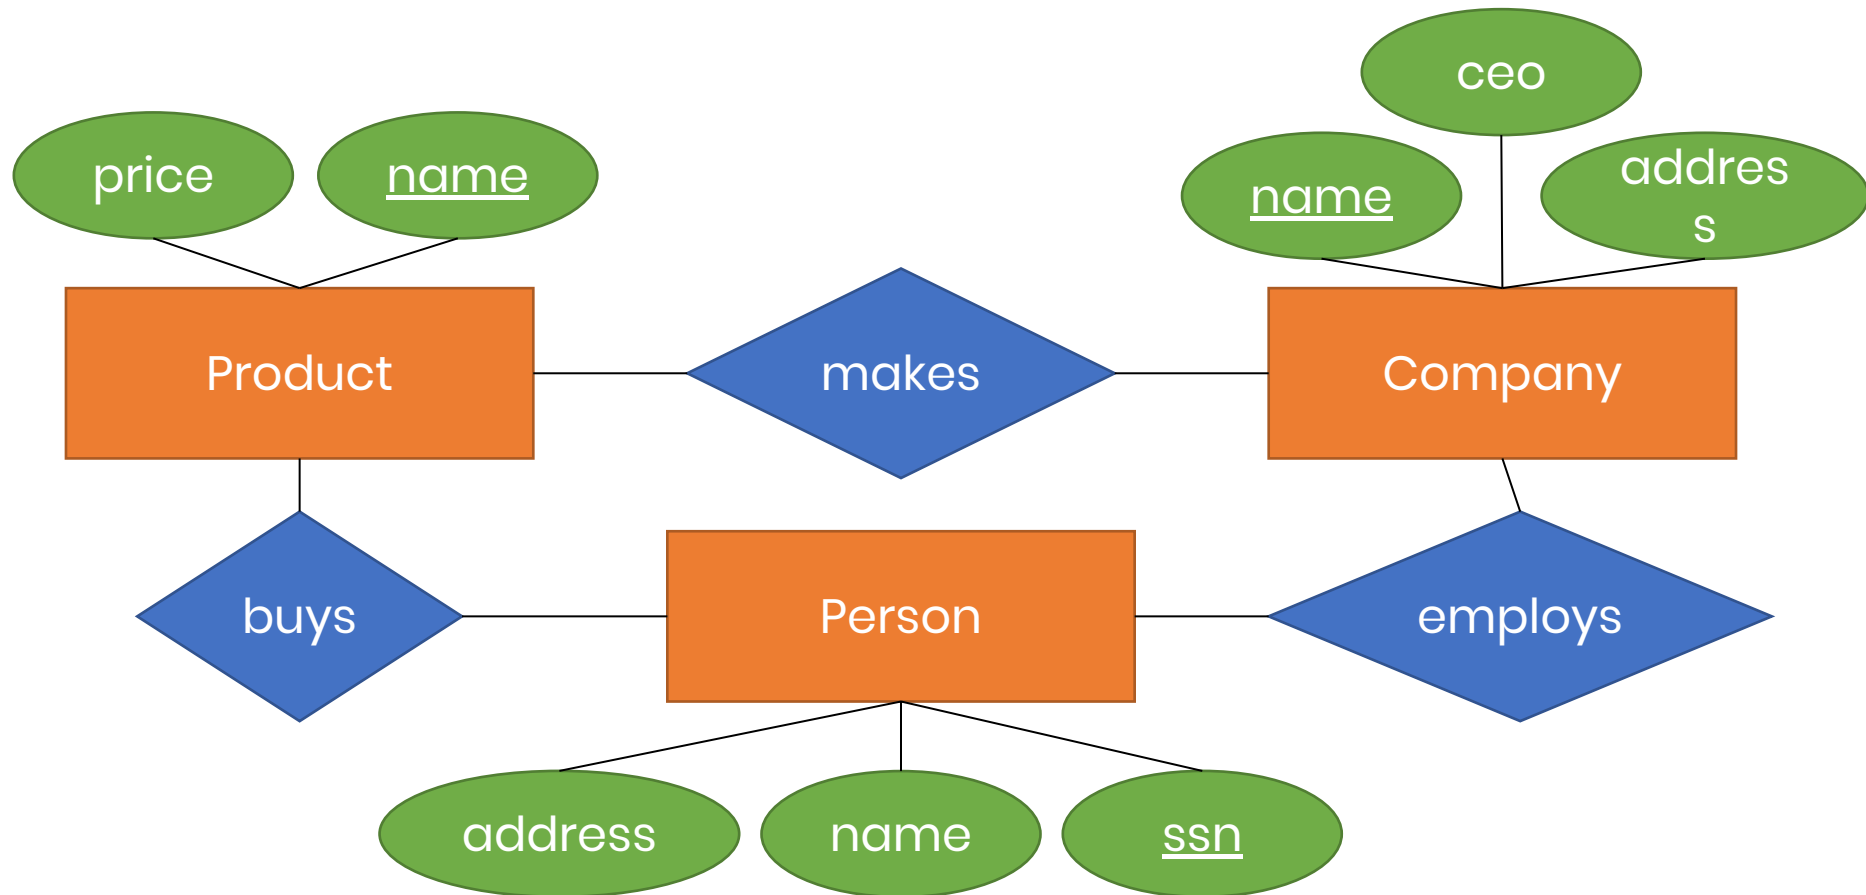 ceo
price
name
name
addres
s
Product
makes
Company
buys
Person
employs
address
name
ssn